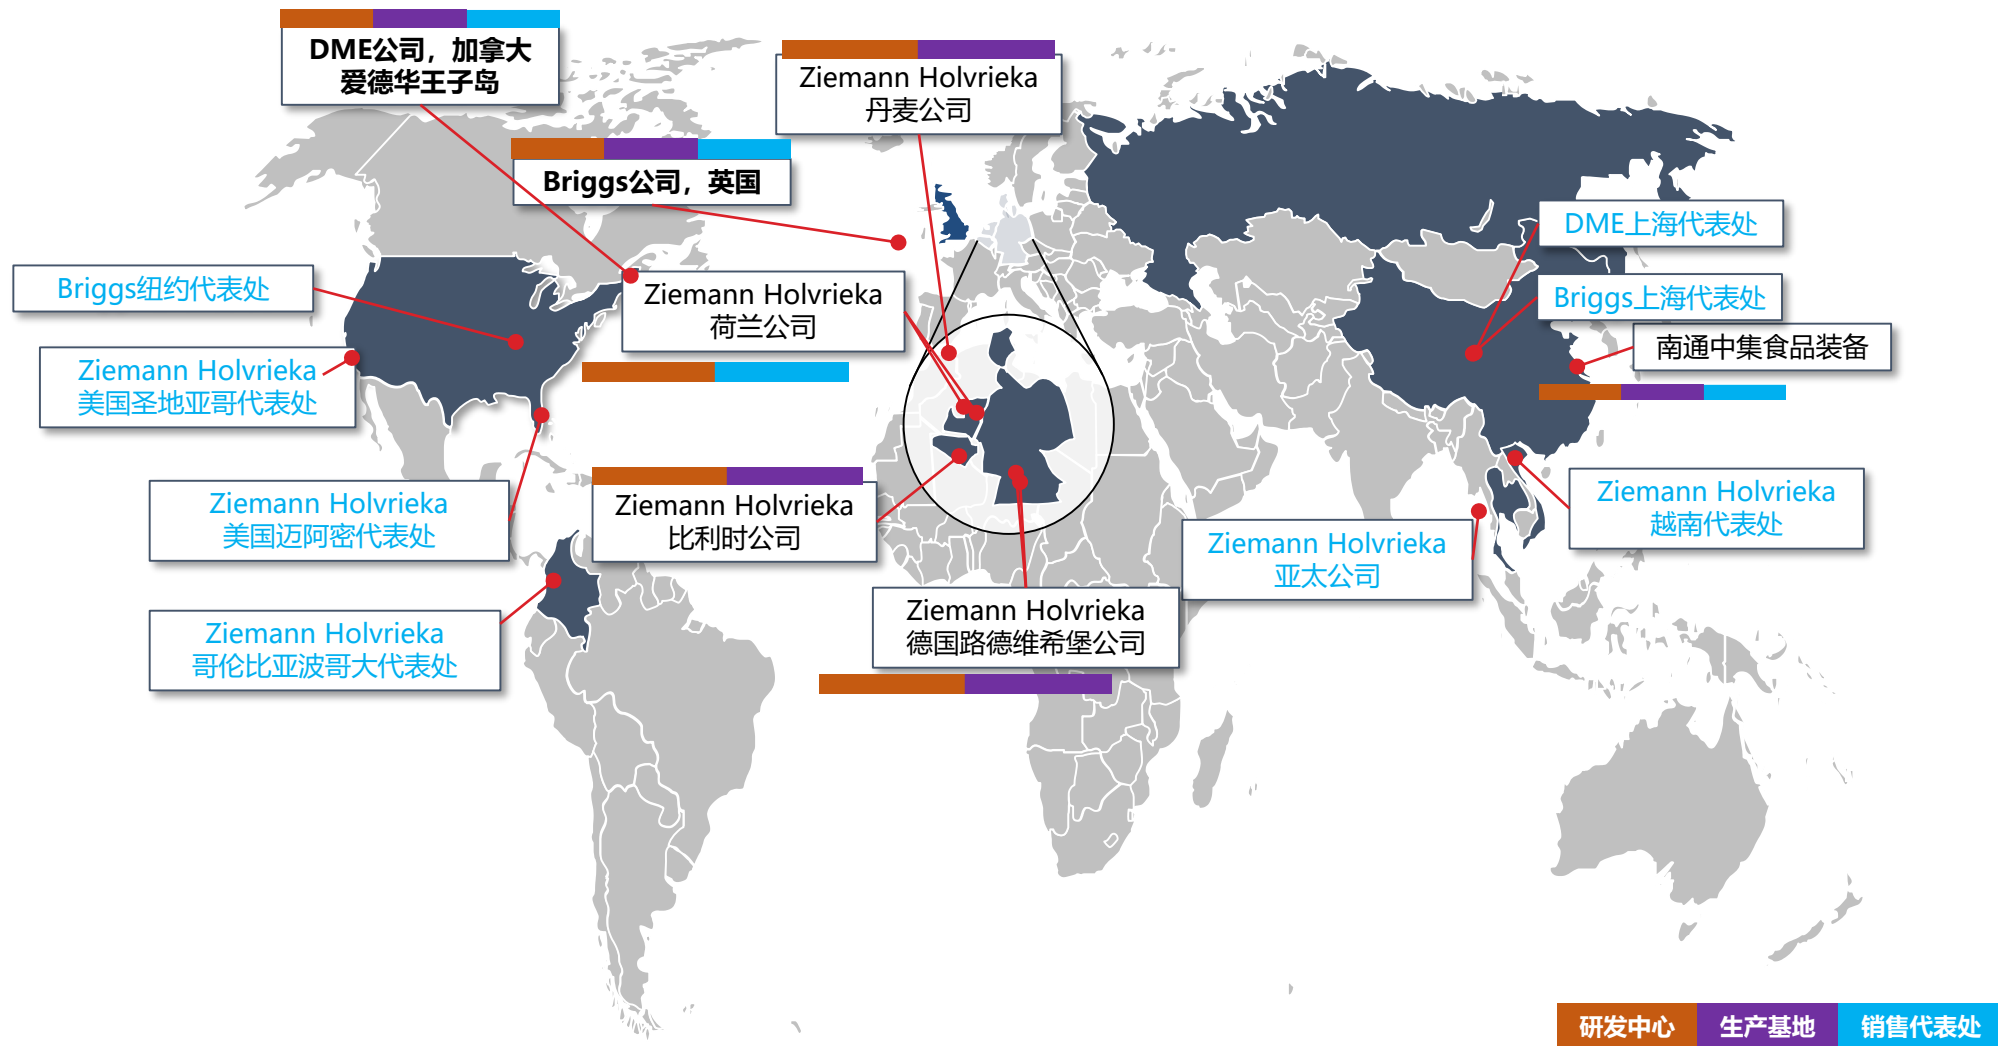 DME公司，加拿大
爱德华王子岛
Ziemann Holvrieka
丹麦公司
Briggs公司，英国
DME上海代表处
Briggs纽约代表处
Ziemann Holvrieka
荷兰公司
Briggs上海代表处
南通中集食品装备
Ziemann Holvrieka
美国圣地亚哥代表处
Ziemann Holvrieka
美国迈阿密代表处
Ziemann Holvrieka
比利时公司
Ziemann Holvrieka
越南代表处
Ziemann Holvrieka
亚太公司
Ziemann Holvrieka
哥伦比亚波哥大代表处
Ziemann Holvrieka
德国路德维希堡公司
研发中心
生产基地
销售代表处